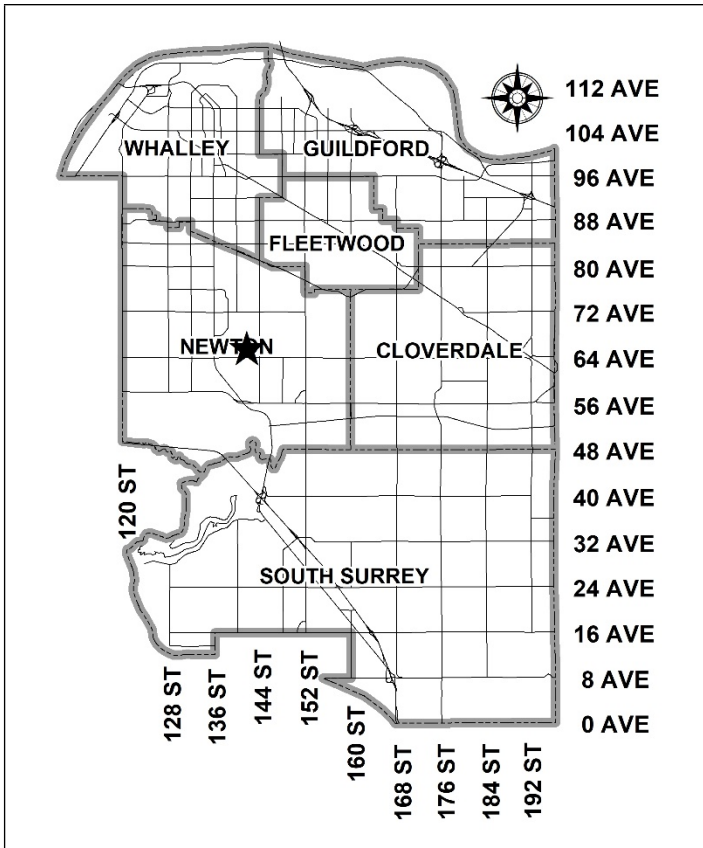 112 AVE
104 AVE
WHALLEY
GUILDFORD
96 AVE
88 AVE
FLEETWOOD
80 AVE
72 AVE
NEWTON
CLOVERDALE
64 AVE
56 AVE
48 AVE
120 ST
40 AVE
32 AVE
SOUTH SURREY
24 AVE
16 AVE
8 AVE
0 AVE
128 ST
136 ST
144 ST
152 ST
160 ST
168 ST
176 ST
184 ST
192 ST